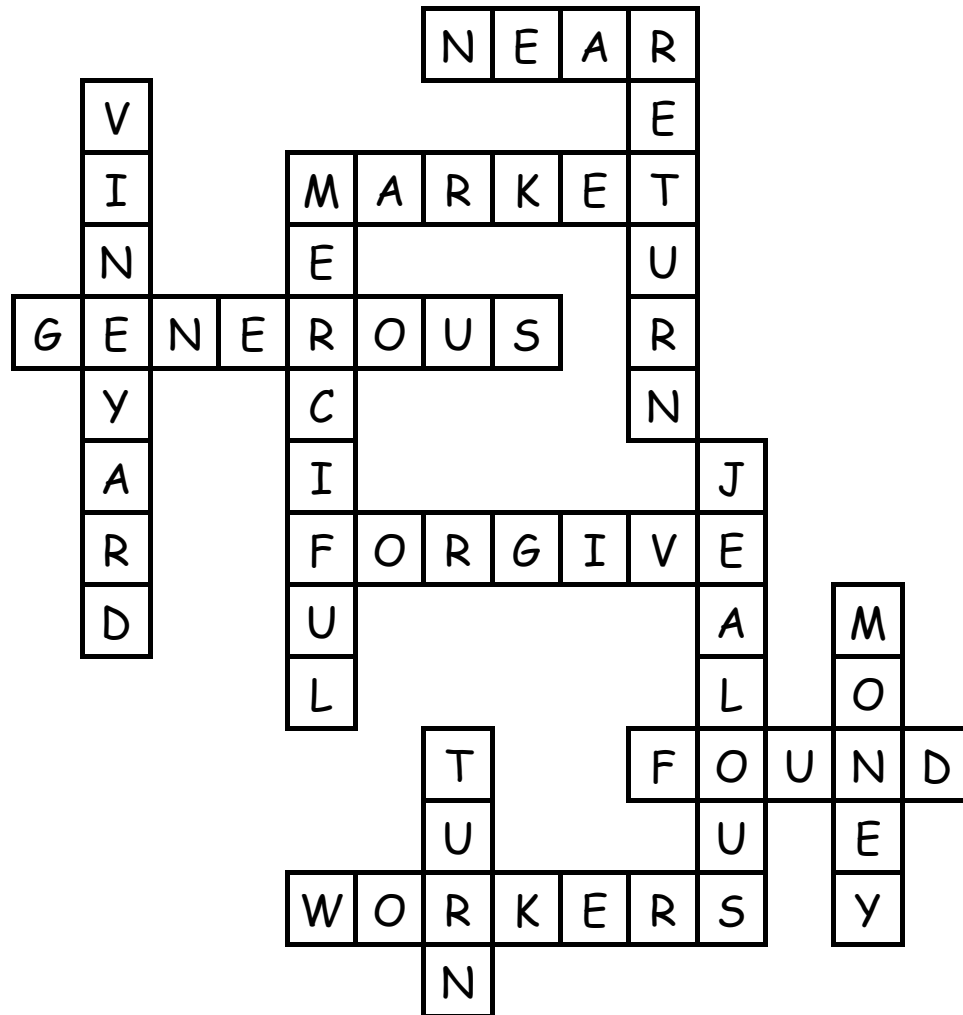 NEAR
VINEYARD
RETURN
MARKET
MERCIFUL
GENEROUS
JEALOUS
FORGIVE
MONEY
TURN
FOUND
WORKERS